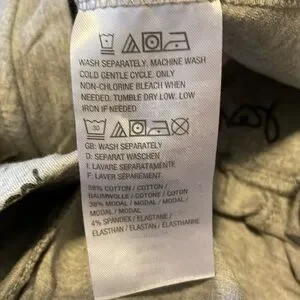 WASH SEPARATELY. MACHINE WASH
COLD GENTLE CYCLE. ONLY
NON-CHLORINE BLEACH WHEN
NEEDED. TUMBLE DRY LOW. LOW
IRON IF NEEDED.
30
GB: WASH SEPARATELY
D: SEPARAT WASCHEN
I: LAVARE SEPARATAMENTE
F: LAVER SÉPARÉMENT
58% COTTON / COTTON /
BAUMWOLLE / COTONE / COTON
38% MODAL / MODAL / MODAL /
MODAL / MODAL
4% SPANDEX / ELASTANE /
ELASTHAN / ELASTAN / ELASTHANNE